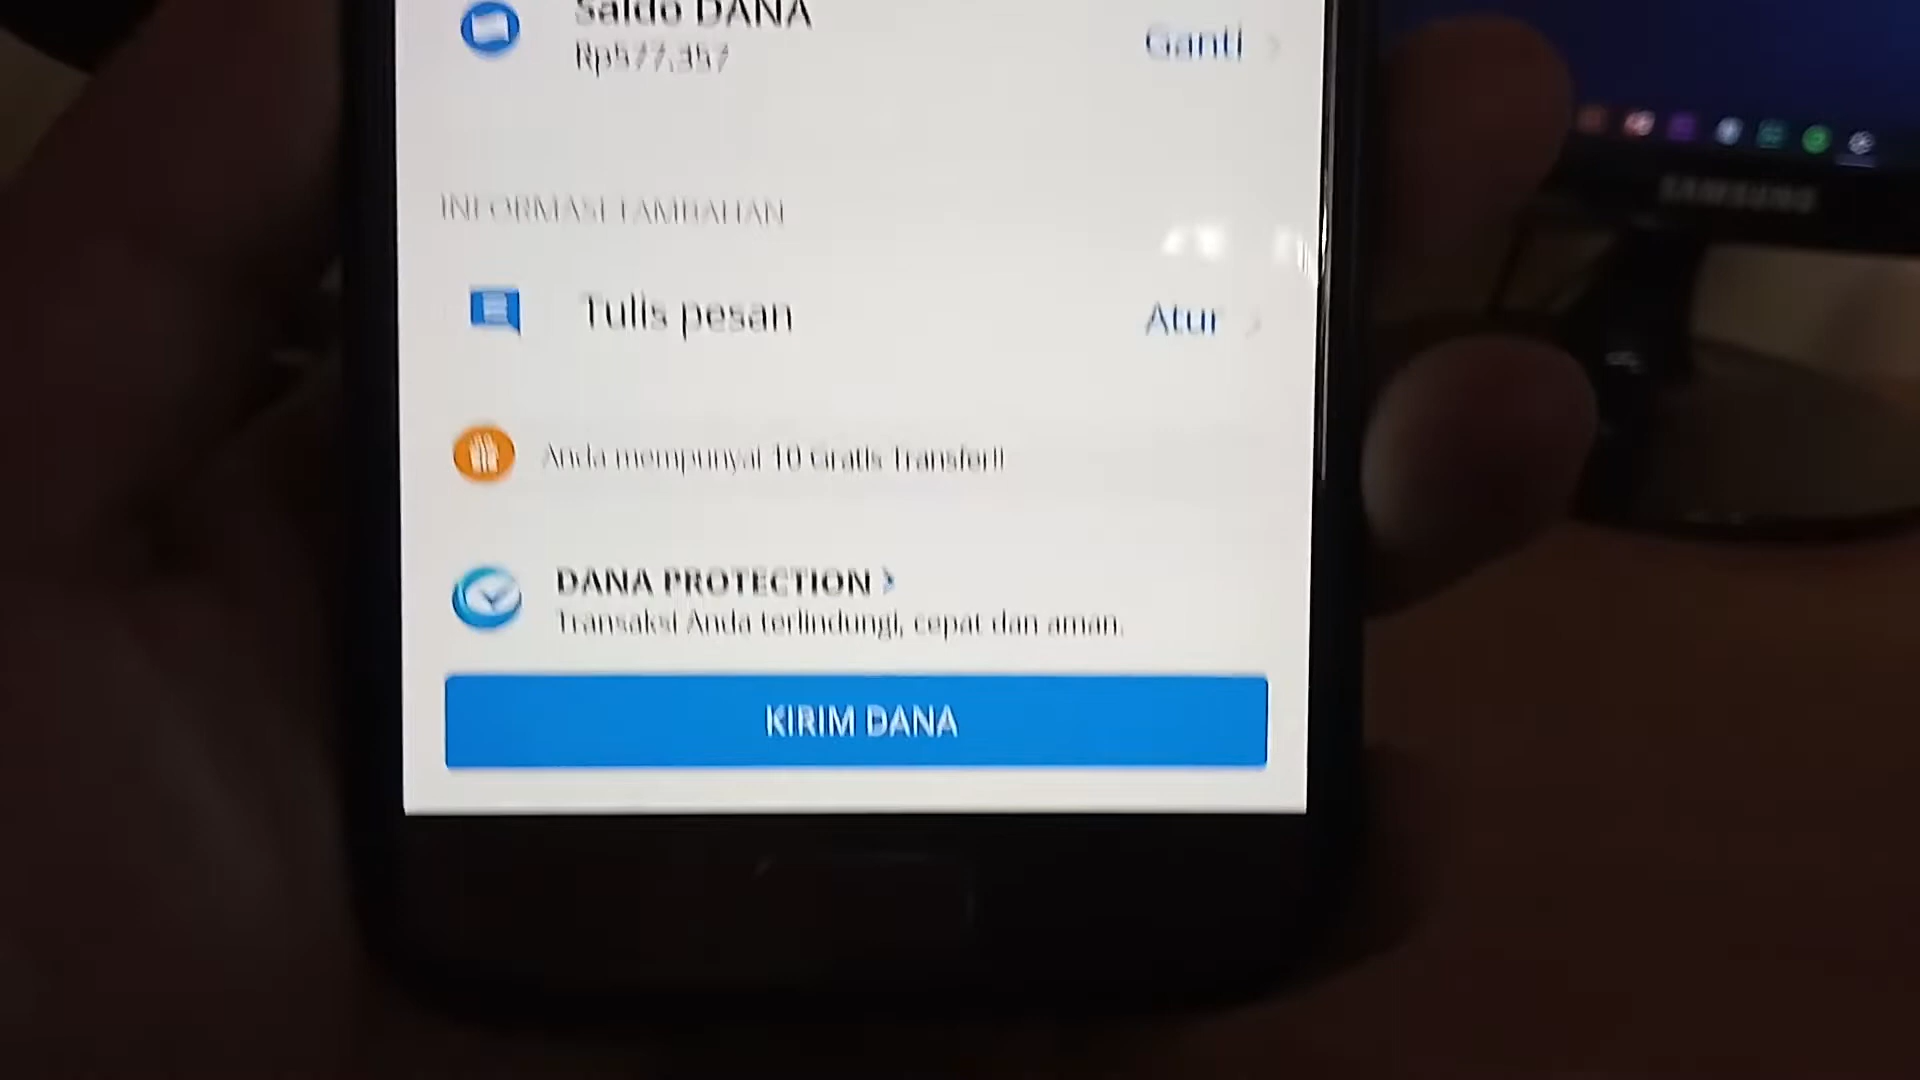 Saldo DANA
Rp577.357
Ganti
INFORMASI TAMBAHAN
Tulis pesan
Atur
Anda mempunyai 10 Gratis Transfer!!
DANA PROTECTION
Transaksi Anda terlindungi, cepat dan aman.
KIRIM DANA
SAMSUNG